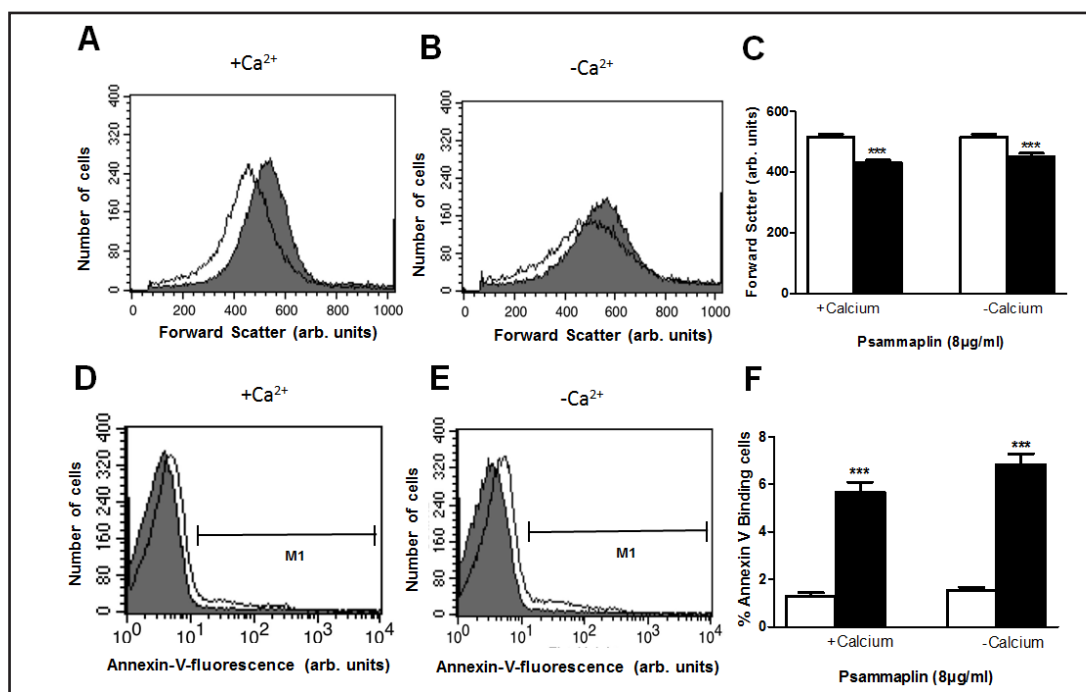 A
+Ca²⁺
Number of cells
0 80 160 240 320 400
0 200 400 600 800 1000
Forward Scatter (arb. units)
B
-Ca²⁺
Number of cells
0 80 160 240 320 400
0 200 400 600 800 1000
Forward Scatter (arb. units)
C
Forward Sctter (arb. units)
600
400
200
0
*** ***
+Calcium -Calcium
Psammaplin (8µg/ml)
D
+Ca²⁺
Number of cells
0 80 160 240 320 400
M1
10⁰ 10¹ 10² 10³ 10⁴
Annexin-V-fluorescence (arb. units)
E
-Ca²⁺
Number of cells
0 80 160 240 320 400
M1
10⁰ 10¹ 10² 10³ 10⁴
Annexin-V-fluorescence (arb. units)
F
% Annexin V Binding cells
8
6
4
2
0
*** ***
+Calcium -Calcium
Psammaplin (8µg/ml)